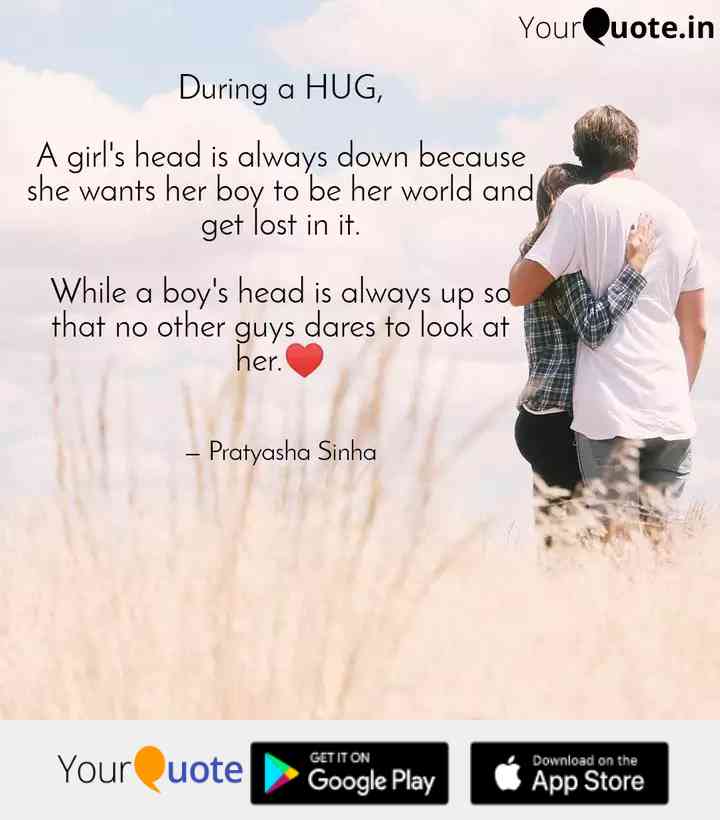 YourQuote.in
During a HUG,
A girl's head is always down because
she wants her boy to be her world and
get lost in it.
While a boy's head is always up so
that no other guys dares to look at
her.❤️
– Pratyasha Sinha
YourQuote
GET IT ON
Google Play
Download on the
App Store